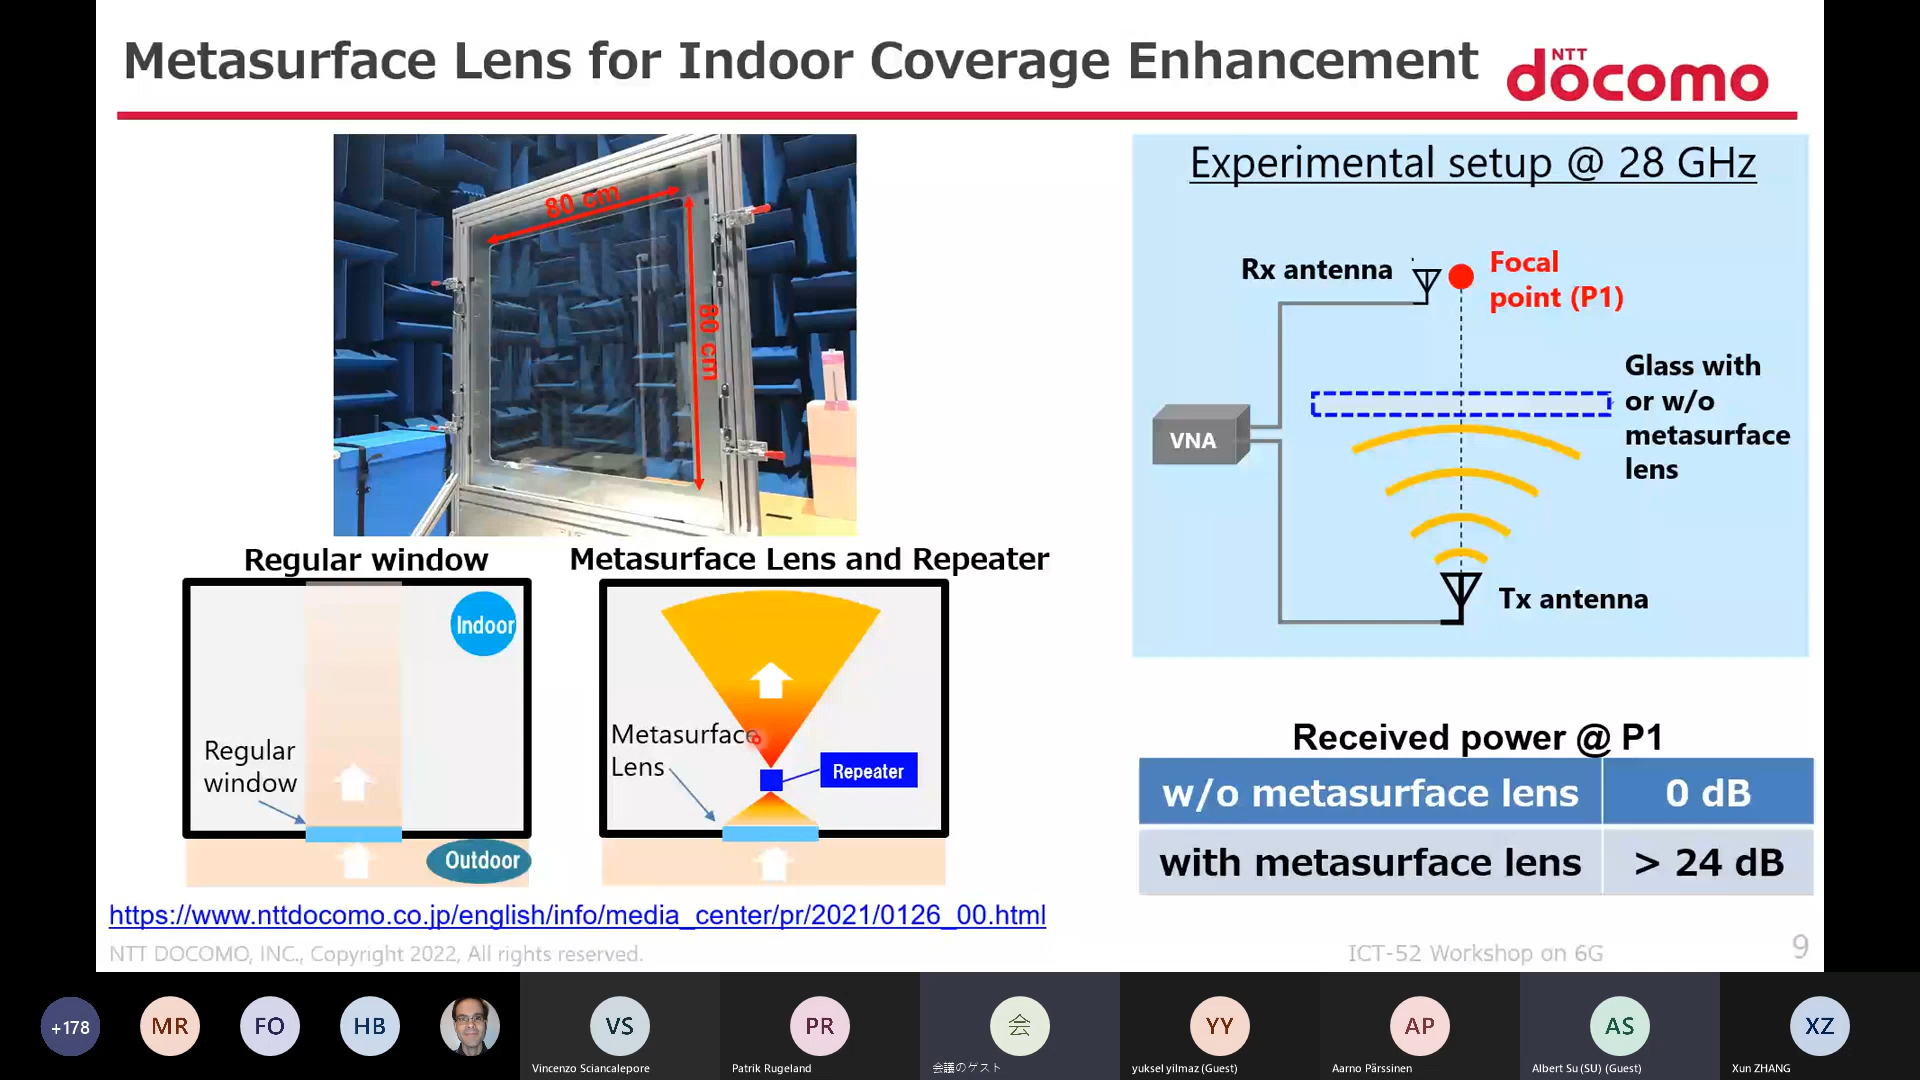 Metasurface Lens for Indoor Coverage Enhancement
NTT
docomo
80 cm
80 cm
Experimental setup @ 28 GHz
Rx antenna
Focal
point (P1)
Glass with
or w/o
metasurface
lens
VNA
Tx antenna
Regular window
Metasurface Lens and Repeater
Indoor
Regular
window
Outdoor
Metasurface
Lens
Repeater
Received power @ P1
w/o metasurface lens 0 dB
with metasurface lens > 24 dB
https://www.nttdocomo.co.jp/english/info/media_center/pr/2021/0126_00.html
NTT DOCOMO, INC., Copyright 2022, All rights reserved.
ICT-52 Workshop on 6G
9
+178
MR
FO
HB
VS
Vincenzo Sciancalepore
PR
Patrik Rugeland
会
会議のゲスト
YY
yuksel yilmaz (Guest)
AP
Aarno Pärssinen
AS
Albert Su (SU) (Guest)
XZ
Xun ZHANG